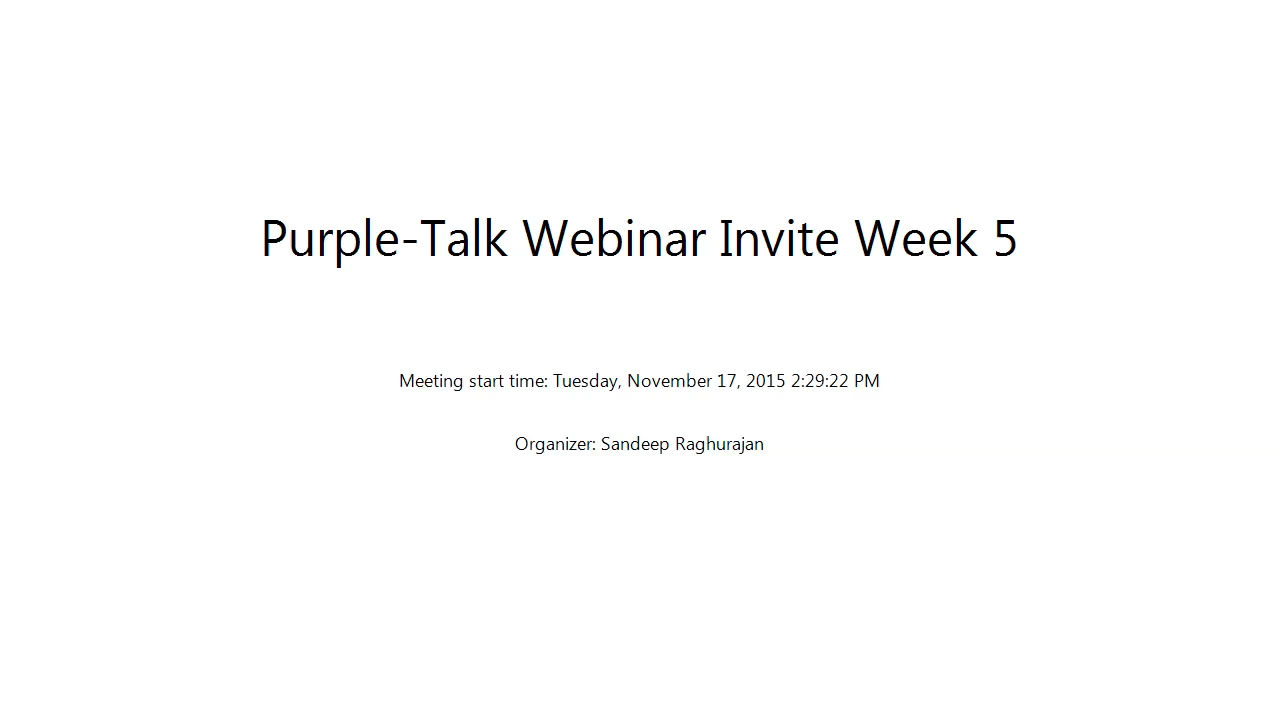 Purple-Talk Webinar Invite Week 5
Meeting start time: Tuesday, November 17, 2015 2:29:22 PM
Organizer: Sandeep Raghurajan